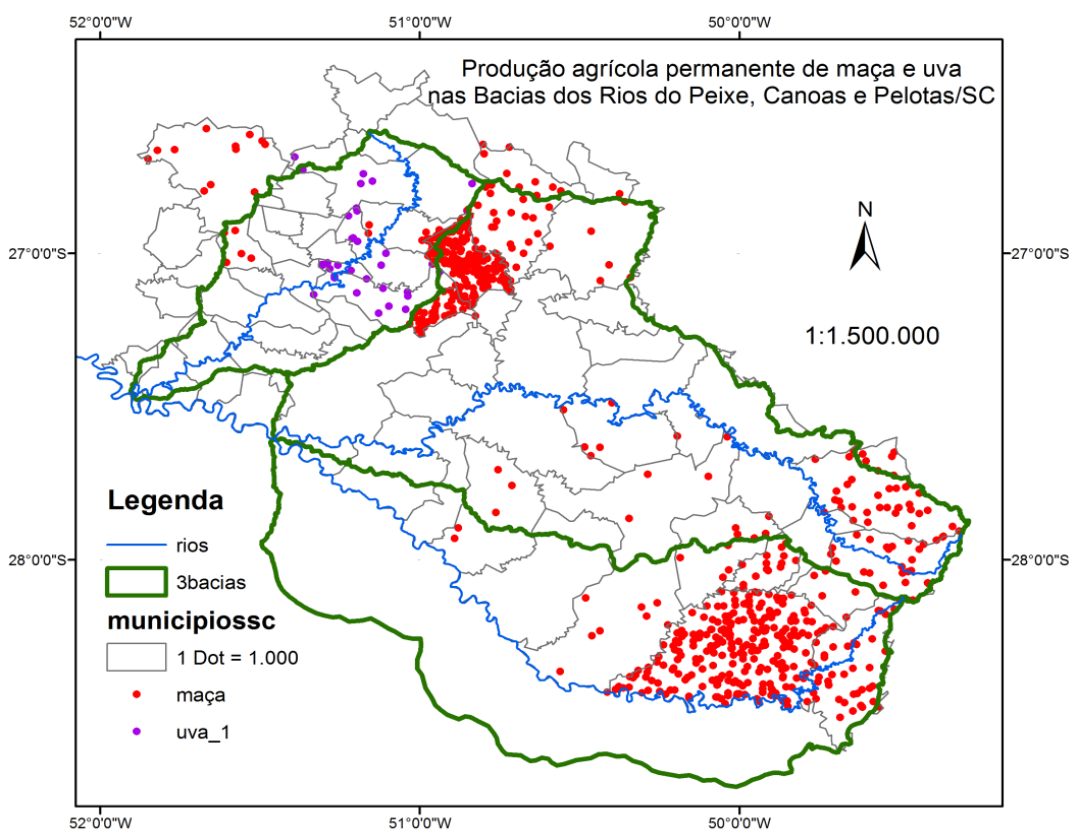 52°0'0"W
51°0'0"W
50°0'0"W
Produção agrícola permanente de maça e uva
nas Bacias dos Rios do Peixe, Canoas e Pelotas/SC
N
27°0'0"S
27°0'0"S
1:1.500.000
Legenda
rios
28°0'0"S
28°0'0"S
3bacias
municipiossc
1 Dot = 1.000
maça
uva_1
52°0'0"W
51°0'0"W
50°0'0"W